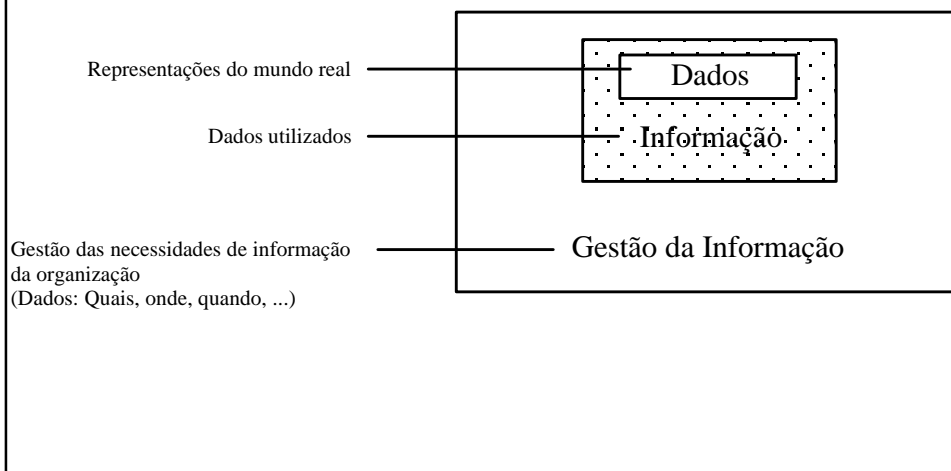 Representações do mundo real
Dados
Dados utilizados
Informação
Gestão das necessidades de informação
da organização
(Dados: Quais, onde, quando, ...)
Gestão da Informação